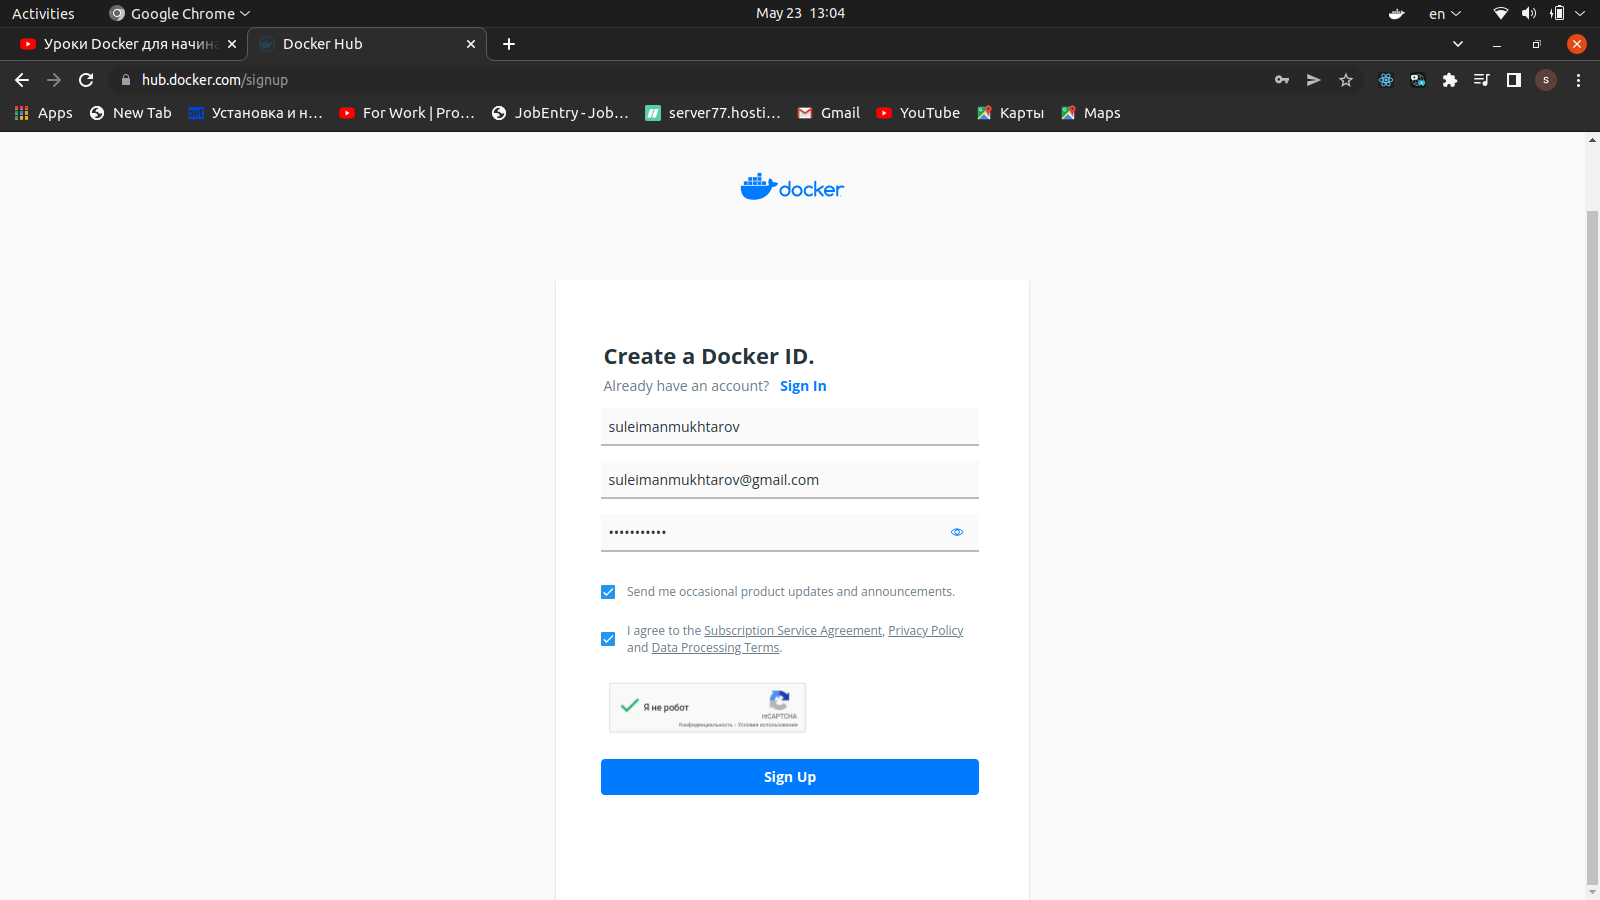 Activities Google Chrome May 23 13:04 en
Уроки Docker для начина Docker Hub
hub.docker.com/signup S
Apps New Tab Установка и н... For Work | Pro... JobEntry - Job... server77.hosti... Gmail YouTube Карты Maps
docker
Create a Docker ID.
Already have an account? Sign In
suleimanmukhtarov
suleimanmukhtarov@gmail.com
•••••••••••
Send me occasional product updates and announcements.
I agree to the Subscription Service Agreement, Privacy Policy
and Data Processing Terms.
Я не робот
reCAPTCHA
Конфиденциальность - Условия использования
Sign Up